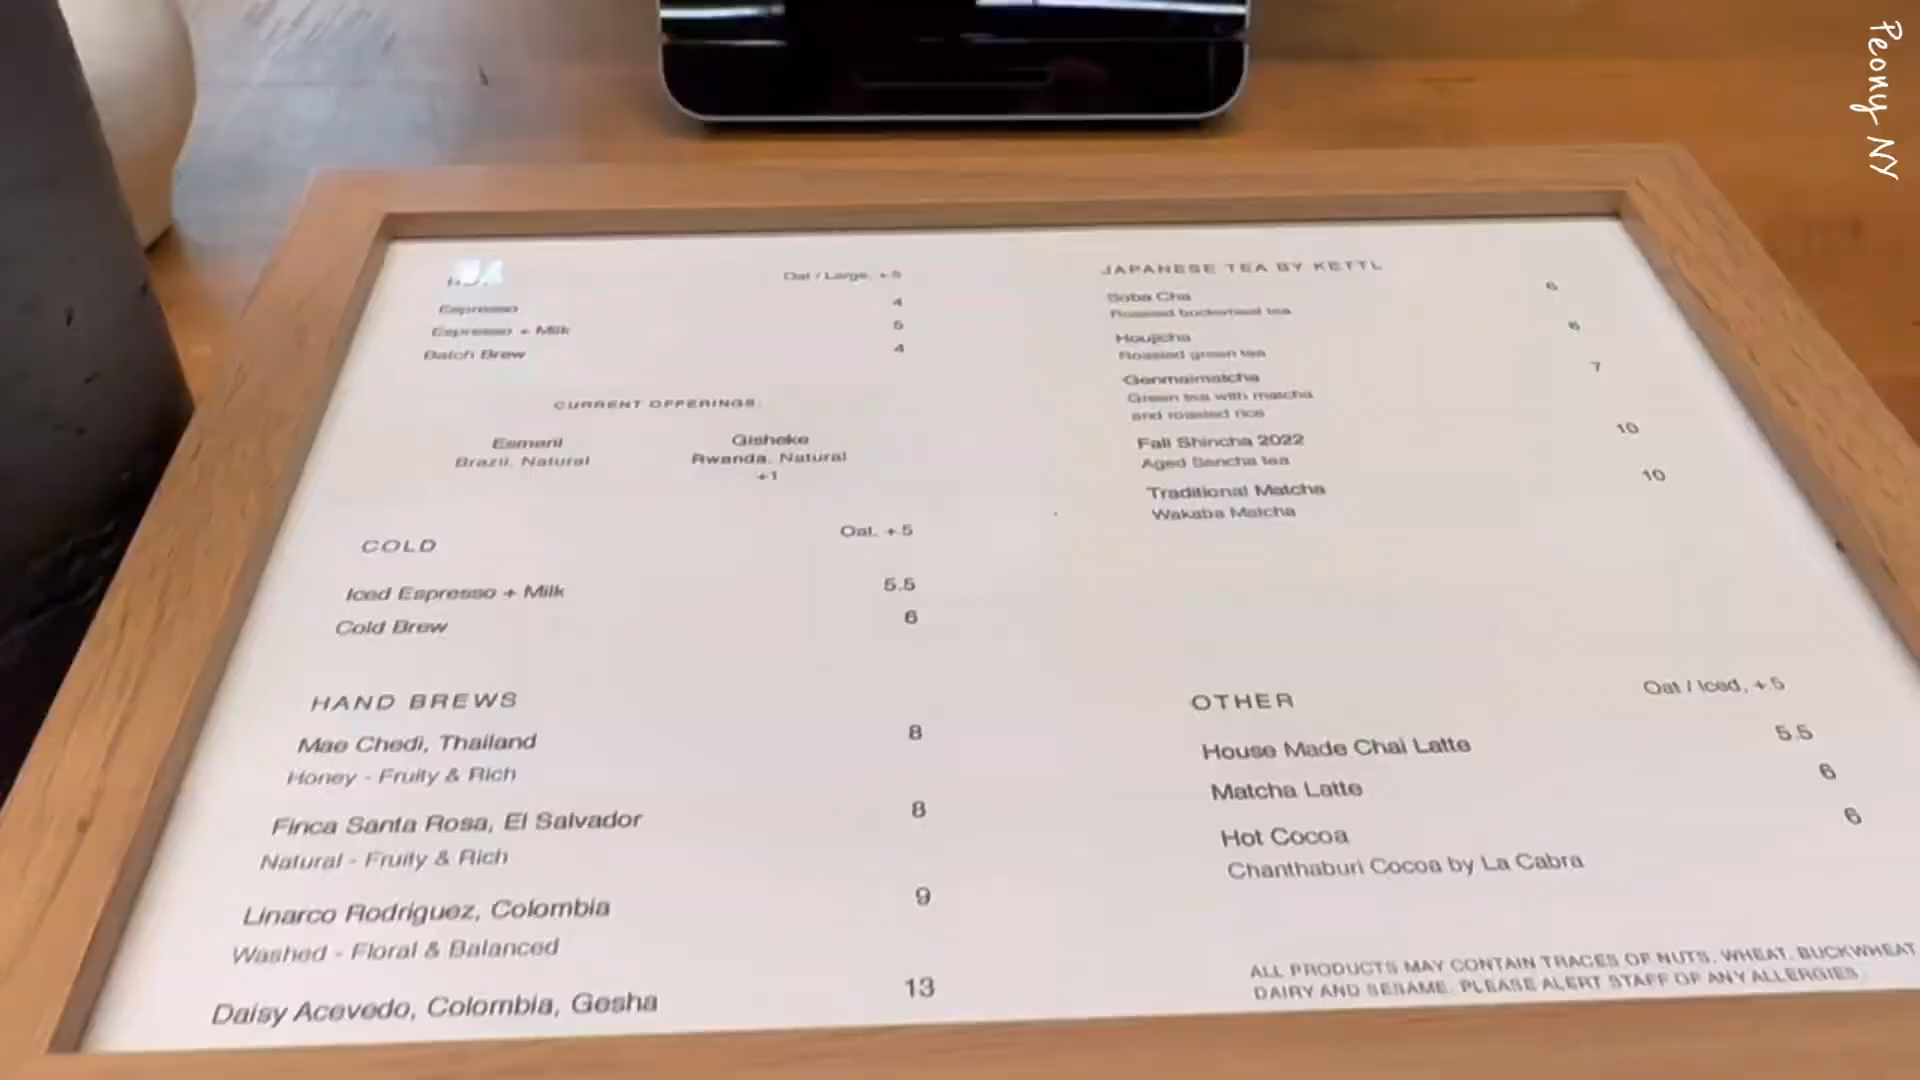 Peony NY
Oat / Large, +.5
Espresso 4
Espresso + Milk 5
Batch Brew 4
CURRENT OFFERINGS:
Esmeril
Brazil, Natural
Gisheke
Rwanda, Natural
+1
COLD Oat, +.5
Iced Espresso + Milk 5.5
Cold Brew 6
HAND BREWS
Mae Chedi, Thailand 8
Honey - Fruity & Rich
Finca Santa Rosa, El Salvador 8
Natural - Fruity & Rich
Linarco Rodriguez, Colombia 9
Washed - Floral & Balanced
Daisy Acevedo, Colombia, Gesha 13
JAPANESE TEA BY KETTL
Soba Cha 6
Roasted buckwheat tea
Houjicha 6
Roasted green tea
Genmaimatcha 7
Green tea with matcha
and roasted rice
Fall Shincha 2022 10
Aged Sencha tea
Traditional Matcha 10
Wakaba Matcha
OTHER Oat / Iced, +.5
House Made Chai Latte 5.5
Matcha Latte 6
Hot Cocoa 6
Chanthaburi Cocoa by La Cabra
ALL PRODUCTS MAY CONTAIN TRACES OF NUTS, WHEAT, BUCKWHEAT,
DAIRY AND SESAME. PLEASE ALERT STAFF OF ANY ALLERGIES